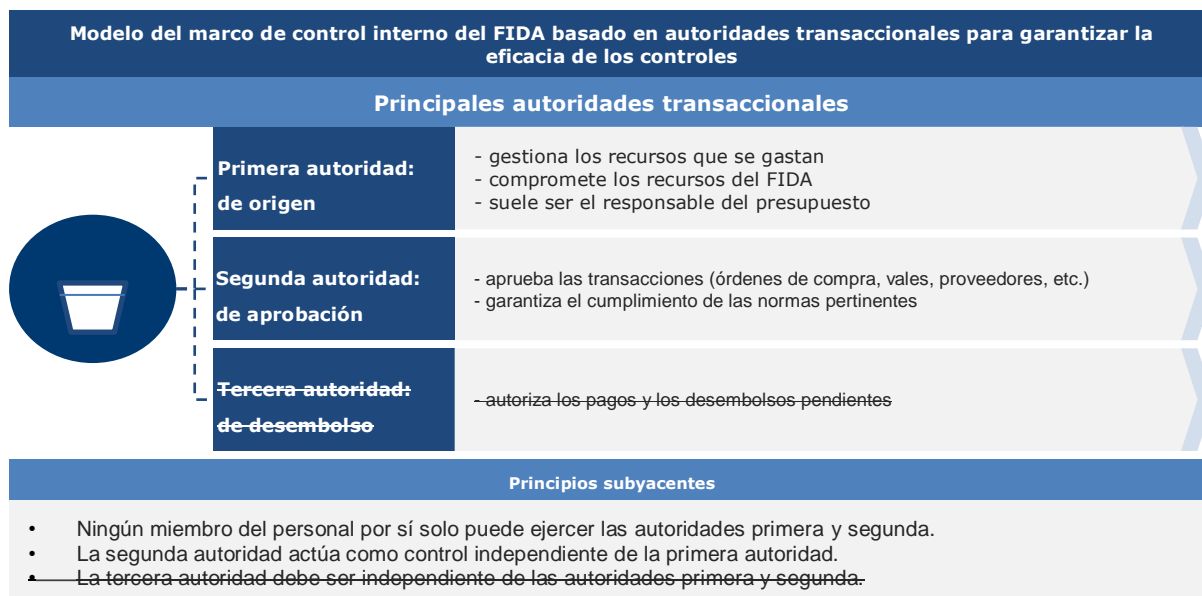 Modelo del marco de control interno del FIDA basado en autoridades transaccionales para garantizar la
eficacia de los controles
Principales autoridades transaccionales
Primera autoridad:
de origen
- gestiona los recursos que se gastan
- compromete los recursos del FIDA
- suele ser el responsable del presupuesto
Segunda autoridad:
de aprobación
- aprueba las transacciones (órdenes de compra, vales, proveedores, etc.)
- garantiza el cumplimiento de las normas pertinentes
Tercera autoridad:
de desembolso
- autoriza los pagos y los desembolsos pendientes
Principios subyacentes
• Ningún miembro del personal por sí solo puede ejercer las autoridades primera y segunda.
• La segunda autoridad actúa como control independiente de la primera autoridad.
• La tercera autoridad debe ser independiente de las autoridades primera y segunda.